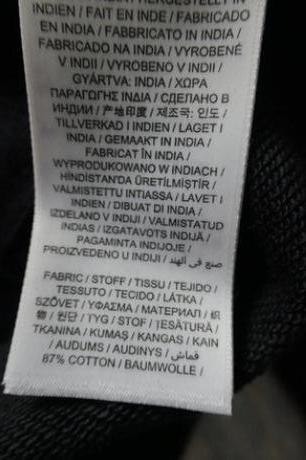 INDIEN / FAIT EN INDE / FABRICADO
EN INDIA / FABBRICATO IN INDIA /
FABRICADO NA INDIA / VYROBENÉ
V INDII / VYROBENO V INDII /
GYÁRTVA: INDIA / ΧΩΡΑ
ΠΑΡΑΓΩΓΗΣ INDIA / СДЕЛАНО В
ИНДИИ / 产地印度 / 제조국: 인도 /
TILLVERKAD I INDIEN / LAGET I
INDIA / GEMAAKT IN INDIA /
FABRICAT ÎN INDIA /
WYPRODUKOWANO W INDIACH /
HİNDİSTAN'DA ÜRETİLMİŞTİR /
VALMISTETTU INTIASSA / LAVET I
INDIEN / DIBUAT DI INDIA /
IZDELANO V INDIJI / VALMISTATUD
INDIAS / IZGATAVOTS INDIJĀ /
PAGAMINTA INDIJOJE /
PROIZVEDENO U INDIJI / صنع في الهند
FABRIC / STOFF / TISSU / TEJIDO /
TESSUTO / TECIDO / LÁTKA /
SZÖVET / ΥΦΑΣΜΑ / МАТЕРИАЛ / 织
物 / 원단 / TYG / STOF / ȚESĂTURĂ /
TKANINA / KUMAŞ / KANGAS / KAIN
/ AUDUMS / AUDINYS / قماش
87% COTTON / BAUMWOLLE /